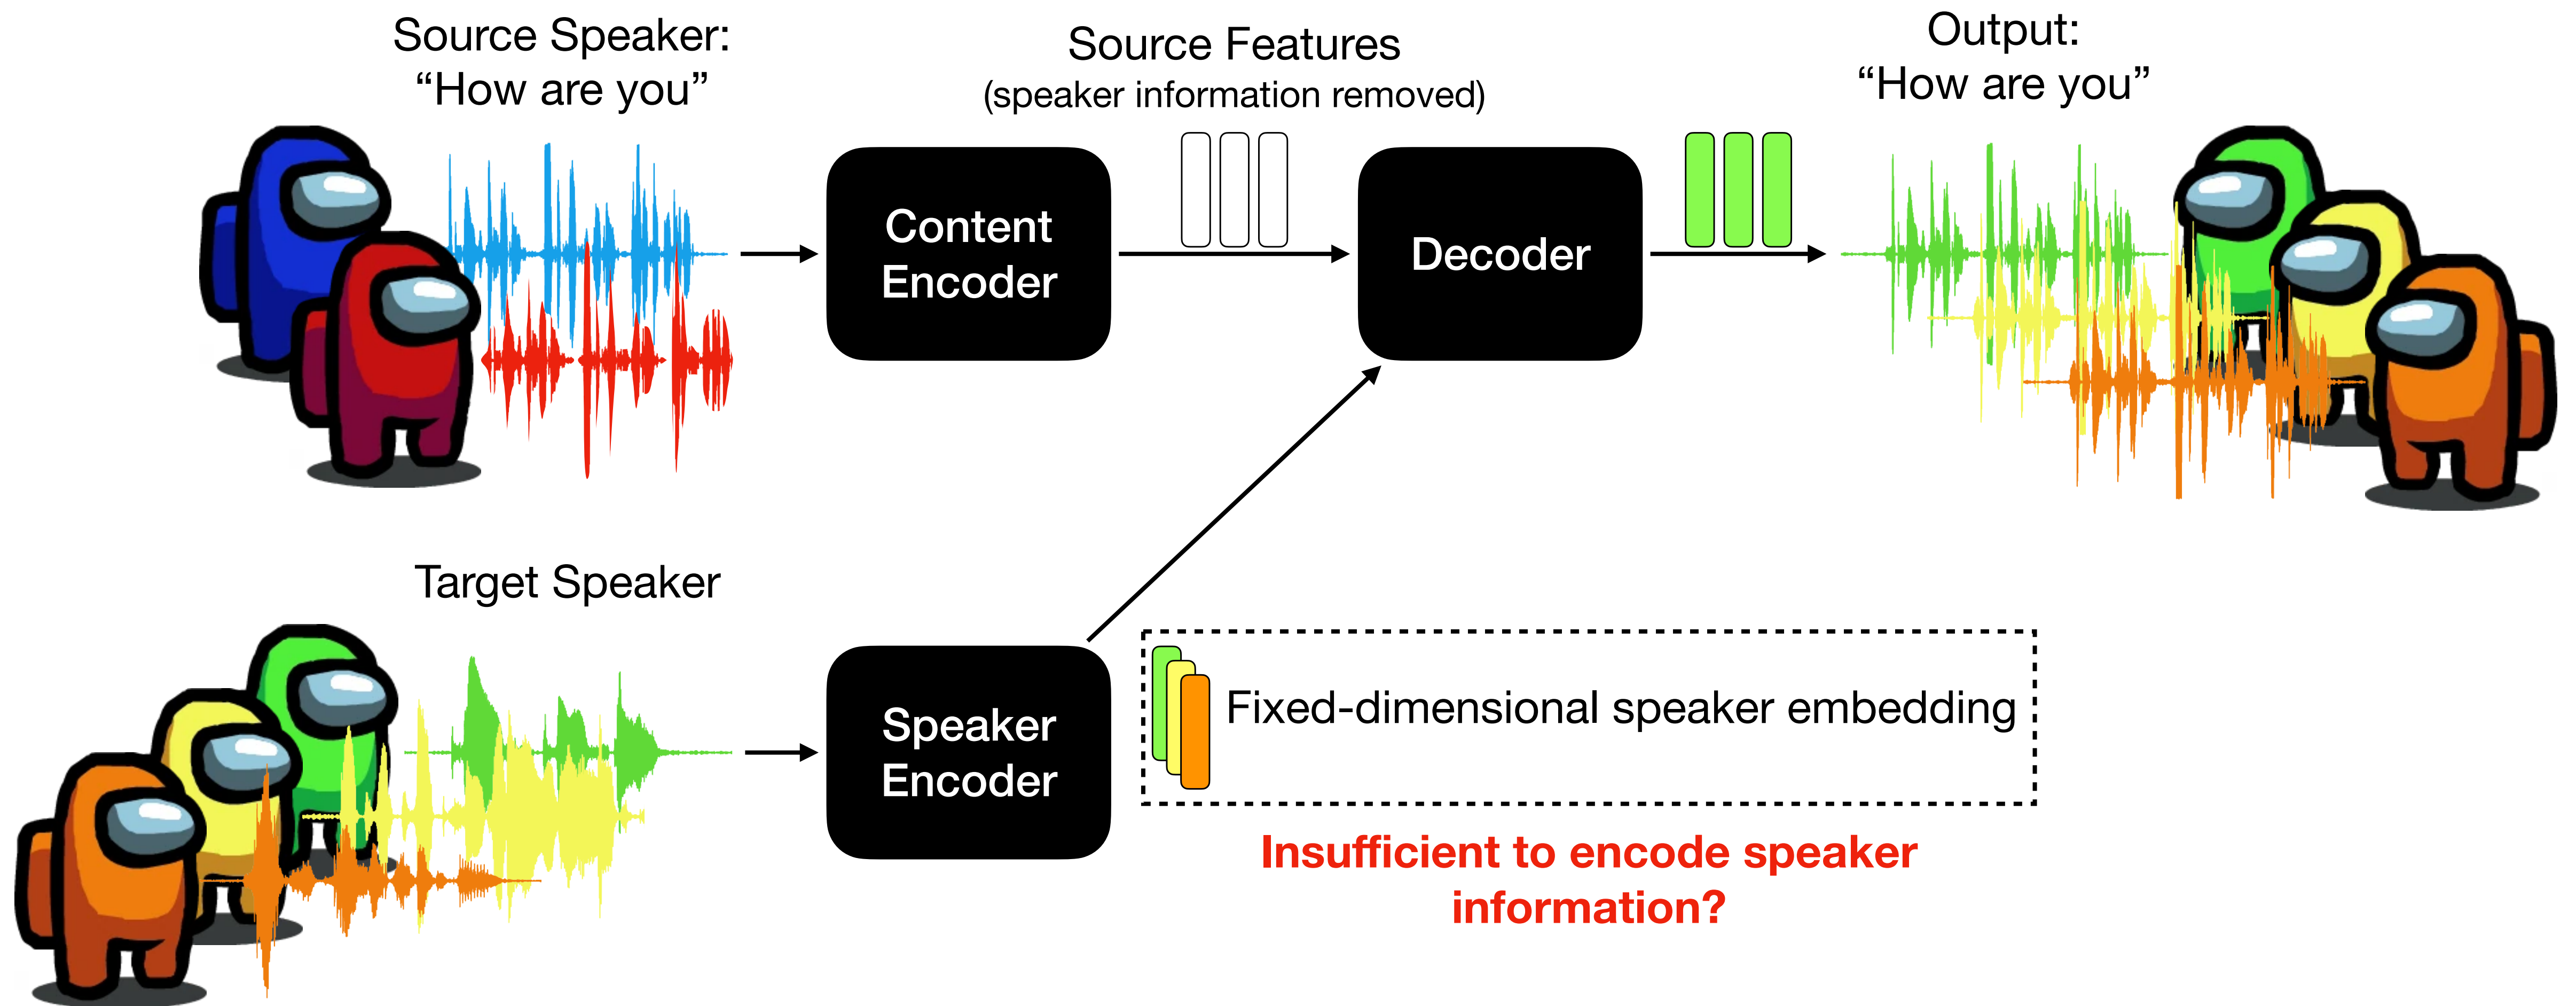 Source Speaker:
“How are you”
Source Features
(speaker information removed)
Output:
“How are you”
Content
Encoder
Decoder
Target Speaker
Speaker
Encoder
Fixed-dimensional speaker embedding
Insufficient to encode speaker
information?